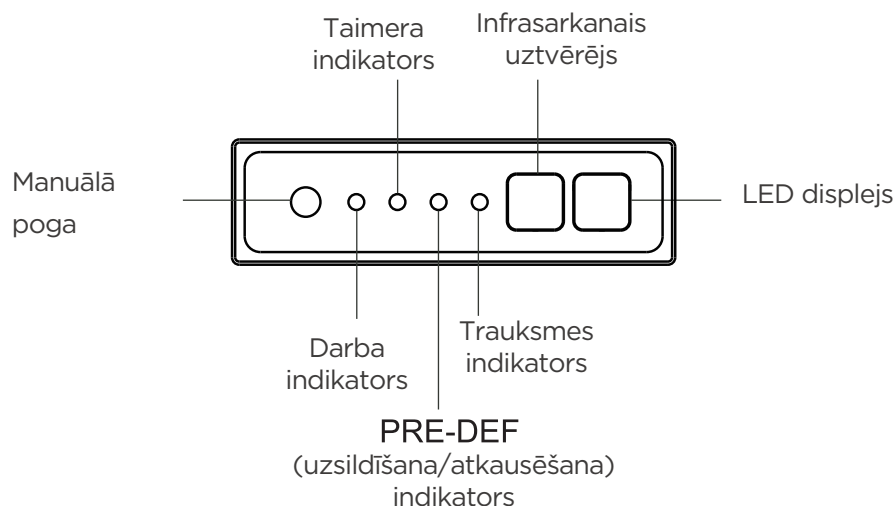 Taimera
indikators
Infrasarkanais
uztvērējs
Manuālā
poga
LED displejs
Darba
indikators
Trauksmes
indikators
PRE-DEF
(uzsildīšana/atkausēšana)
indikators